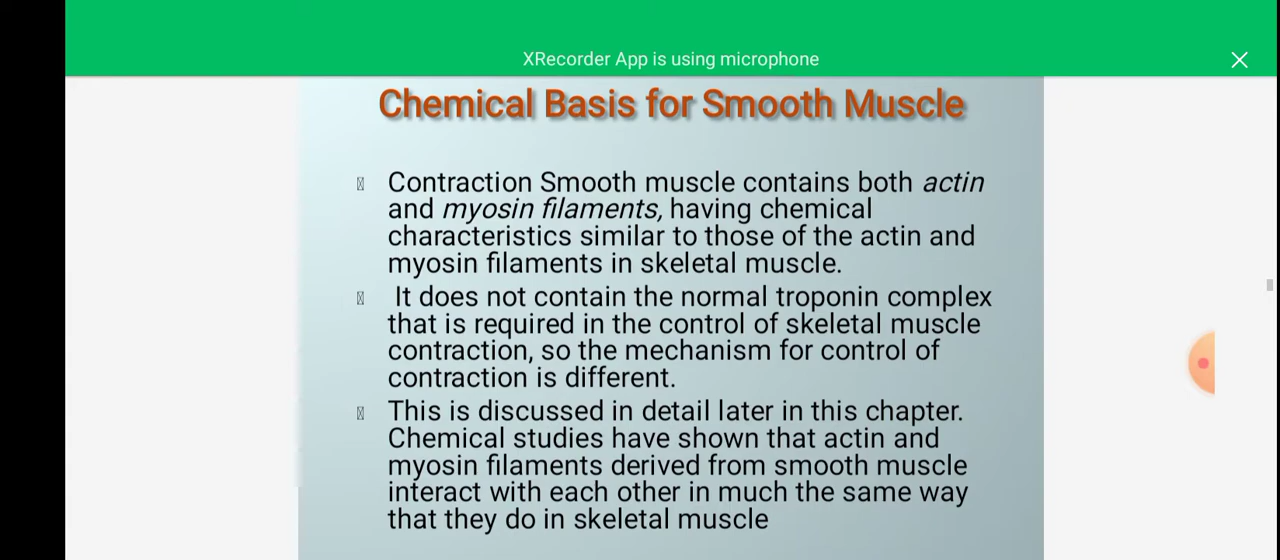 XRecorder App is using microphone
Chemical Basis for Smooth Muscle
Contraction Smooth muscle contains both actin
and myosin filaments, having chemical
characteristics similar to those of the actin and
myosin filaments in skeletal muscle.
It does not contain the normal troponin complex
that is required in the control of skeletal muscle
contraction, so the mechanism for control of
contraction is different.
This is discussed in detail later in this chapter.
Chemical studies have shown that actin and
myosin filaments derived from smooth muscle
interact with each other in much the same way
that they do in skeletal muscle